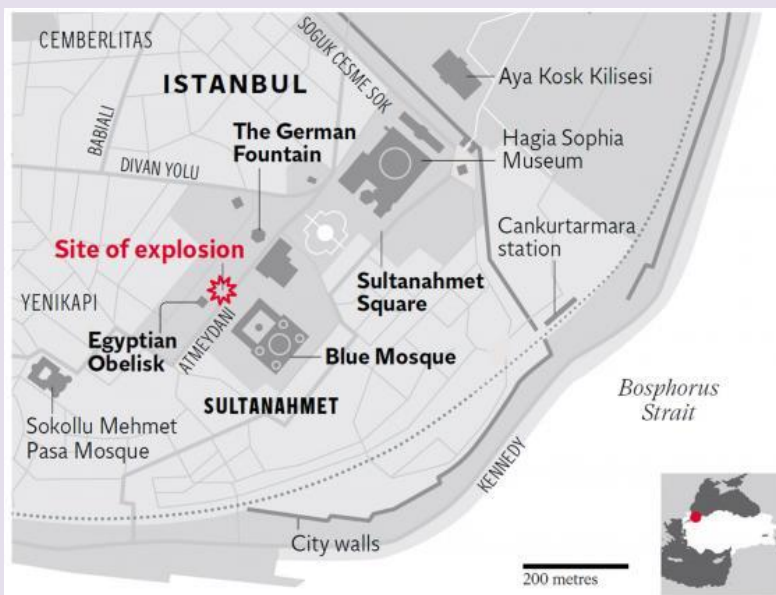 CEMBERLITAS
SOGUK CESME SOK
ISTANBUL
Aya Kosk Kilisesi
BABIALI
The German
Fountain
Hagia Sophia
Museum
DIVAN YOLU
Cankurtarmara
station
Site of explosion
Sultanahmet
Square
YENIKAPI
Egyptian
Obelisk
ATMEYDANI
Blue Mosque
SULTANAHMET
Bosphorus
Strait
Sokollu Mehmet
Pasa Mosque
KENNEDY
City walls
200 metres